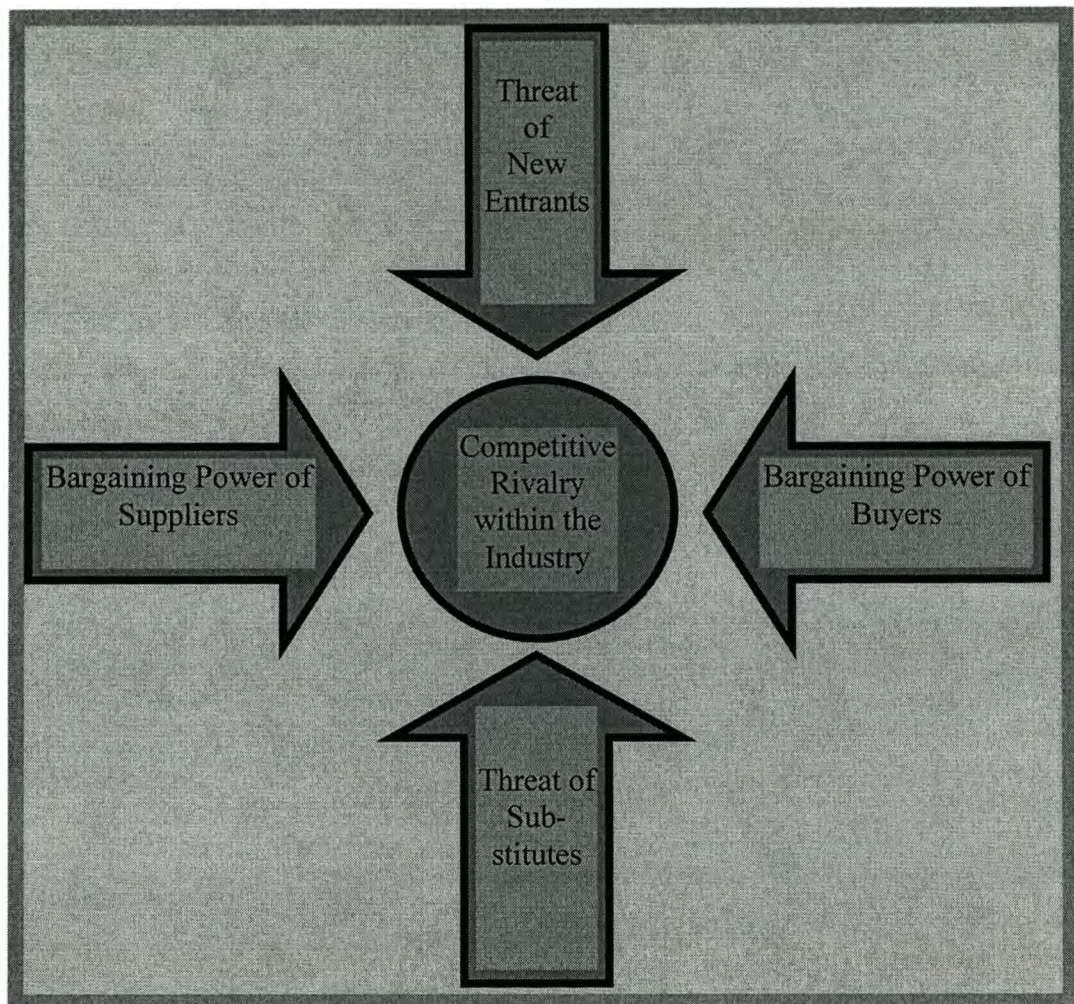 Threat
of
New
Entrants
Bargaining Power of
Suppliers
Competitive
Rivalry
within the
Industry
Bargaining Power of
Buyers
Threat of
Sub-
stitutes